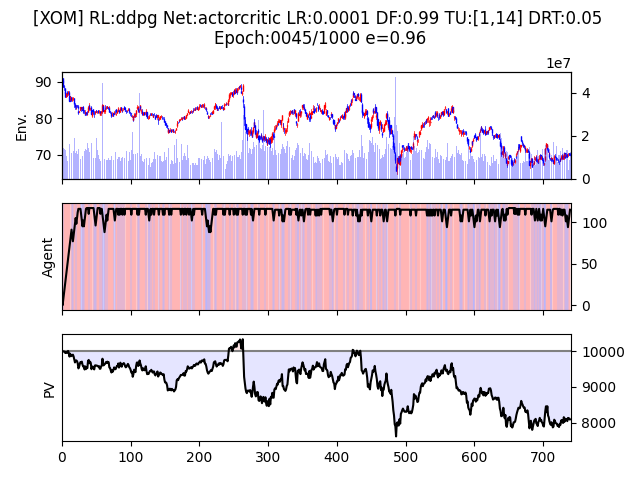 [XOM] RL:ddpg Net:actorcritic LR:0.0001 DF:0.99 TU:[1,14] DRT:0.05
Epoch:0045/1000 e=0.96
1e7
Env.
90
80
70
4
2
0
Agent
100
50
0
PV
10000
9000
8000
0 100 200 300 400 500 600 700